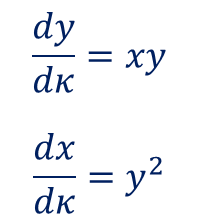 dy/dκ = xy
dx/dκ = y²